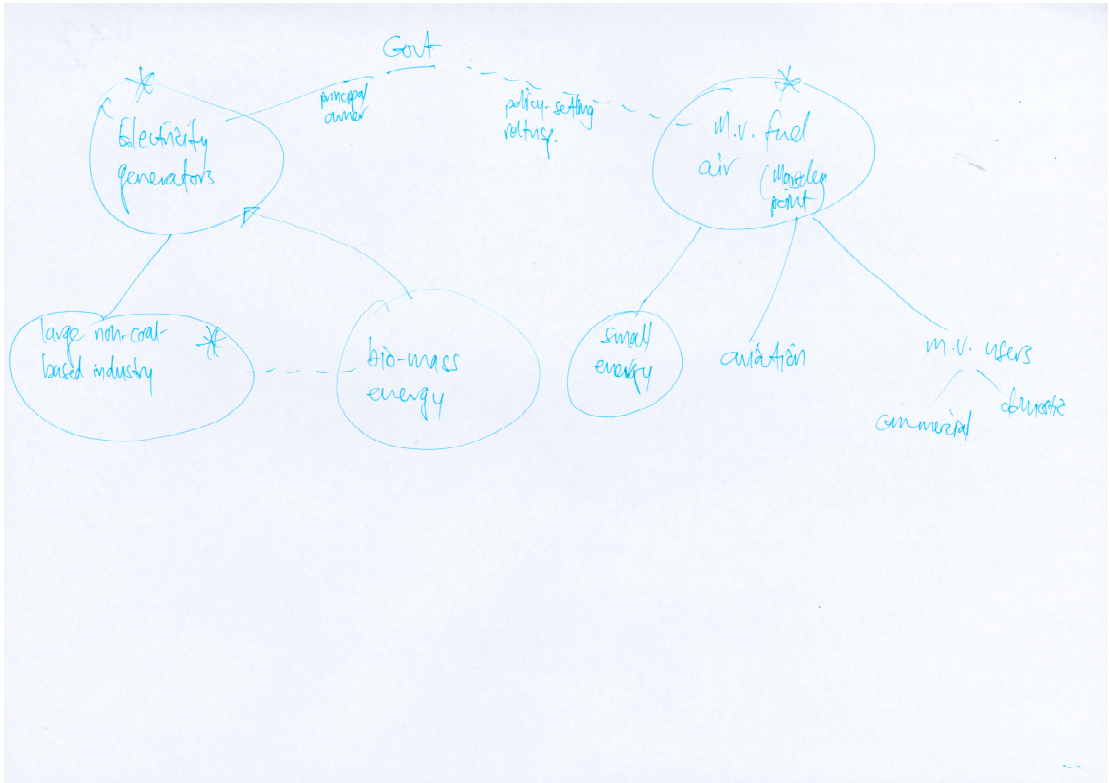 Govt
principal
owner
policy-setting
Electricity
generators
M.V. fuel
air
(Marsden
point)
large non-coal-
based industry
bio-mass
energy
small
energy
aviation
m.v. users
commercial
domestic